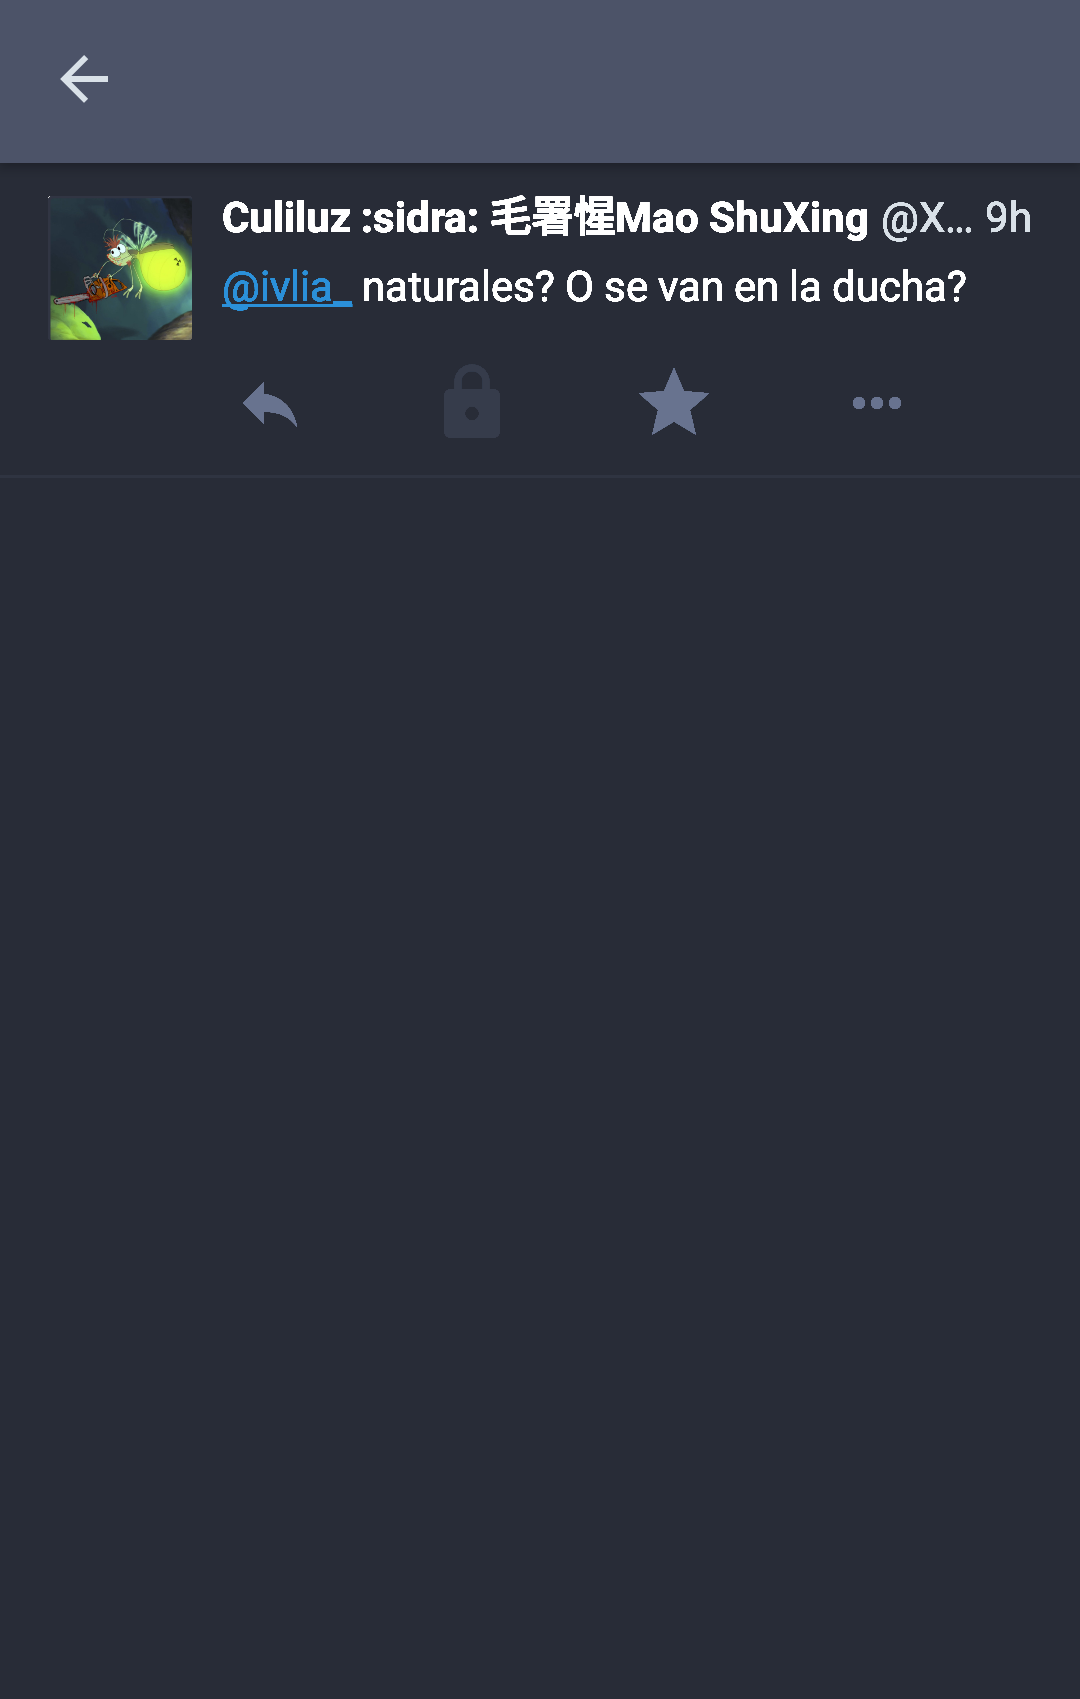 Culiluz :sidra: 毛署惺Mao ShuXing @X... 9h
@ivlia_ naturales? O se van en la ducha?